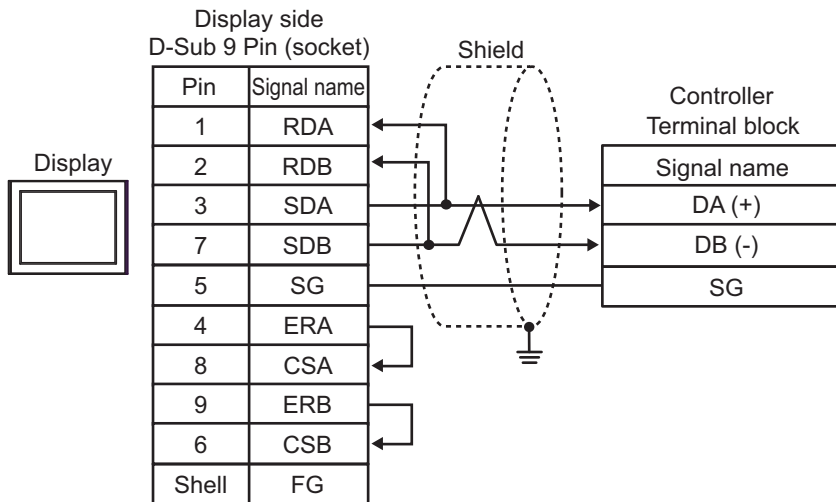 Display side
D-Sub 9 Pin (socket)
Shield
Controller
Terminal block
Display
Pin Signal name
1 RDA
2 RDB
3 SDA
7 SDB
5 SG
4 ERA
8 CSA
9 ERB
6 CSB
Shell FG
Signal name
DA (+)
DB (-)
SG